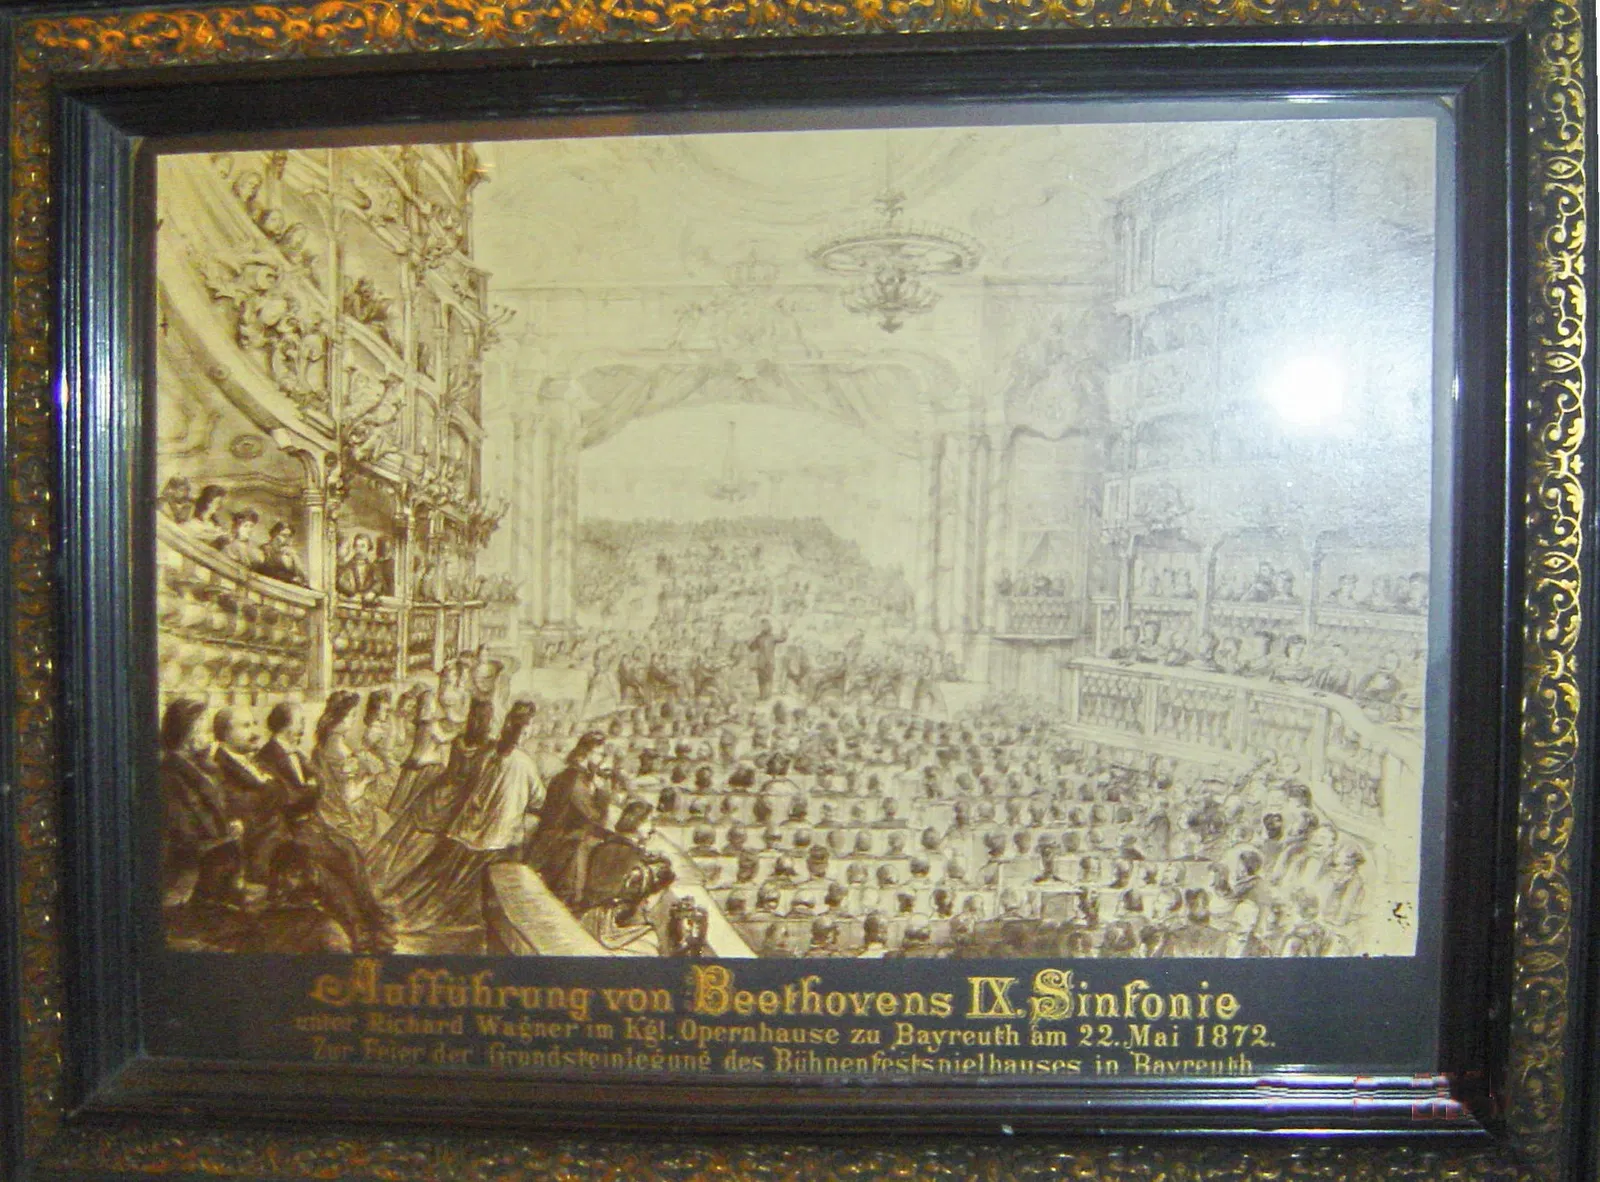 Aufführung von Beethovens IX. Sinfonie
unter Richard Wagner im Kgl. Opernhause zu Bayreuth am 22. Mai 1872.
Zur Feier der Grundsteinlegung des Bühnenfestspielhauses in Bayreuth